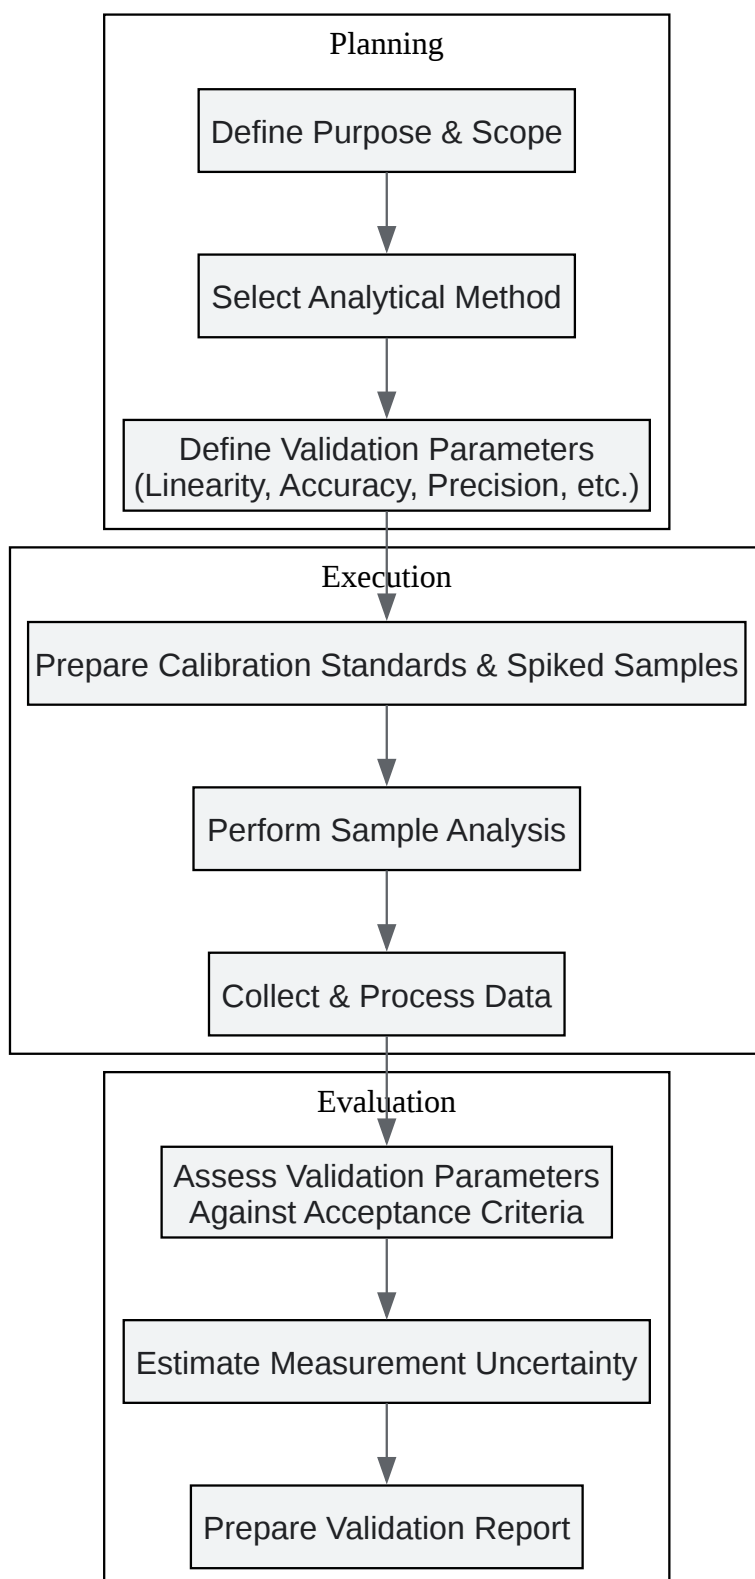 Planning
Define Purpose & Scope
Select Analytical Method
Define Validation Parameters
(Linearity, Accuracy, Precision, etc.)
Execution
Prepare Calibration Standards & Spiked Samples
Perform Sample Analysis
Collect & Process Data
Evaluation
Assess Validation Parameters
Against Acceptance Criteria
Estimate Measurement Uncertainty
Prepare Validation Report